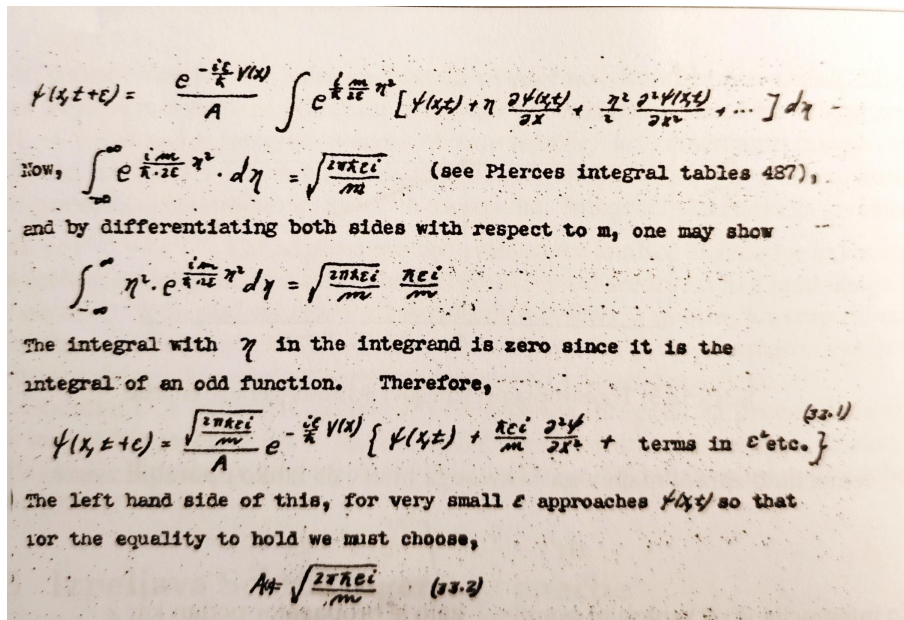 ψ(x,t+ε) = e^{-iε/ħ V(x)}/A ∫ e^{i/ħ m/2ε η²} [ψ(x,t) + η ∂ψ(x,t)/∂x + η²/2 ∂²ψ(x,t)/∂x² + ...] dη
Now, ∫_{-∞}^{∞} e^{im/ħ·2ε η²} · dη = √(2πħεi/m) (see Pierces integral tables 487),
and by differentiating both sides with respect to m, one may show
∫_{-∞}^{∞} η² · e^{im/ħ·2ε η²} dη = √(2πħεi/m) ħεi/m
The integral with η in the integrand is zero since it is the
integral of an odd function. Therefore,
ψ(x,t+ε) = √(2πħεi/m)/A e^{-iε/ħ V(x)} {ψ(x,t) + ħεi/m ∂²ψ/∂x² + terms in ε² etc.} (33.1)
The left hand side of this, for very small ε approaches ψ(x,t) so that
for the equality to hold we must choose,
A = √(2πħεi/m) (33.2)